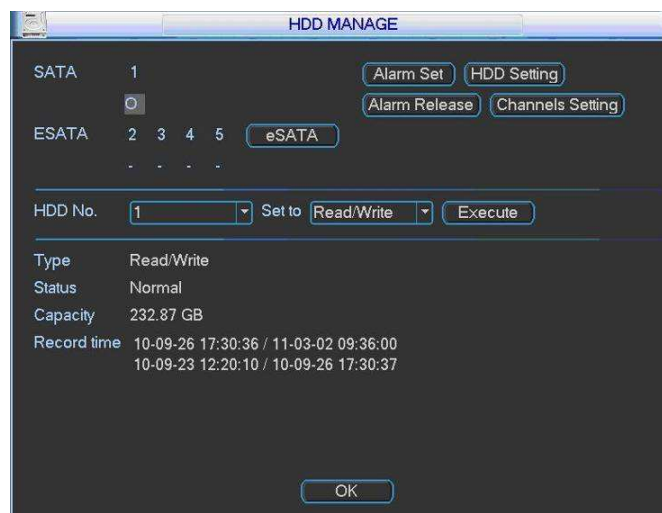 HDD MANAGE
SATA 1 Alarm Set HDD Setting
O Alarm Release Channels Setting
ESATA 2 3 4 5 eSATA
- - - -
HDD No. 1 Set to Read/Write Execute
Type Read/Write
Status Normal
Capacity 232.87 GB
Record time 10-09-26 17:30:36 / 11-03-02 09:36:00
10-09-23 12:20:10 / 10-09-26 17:30:37
OK